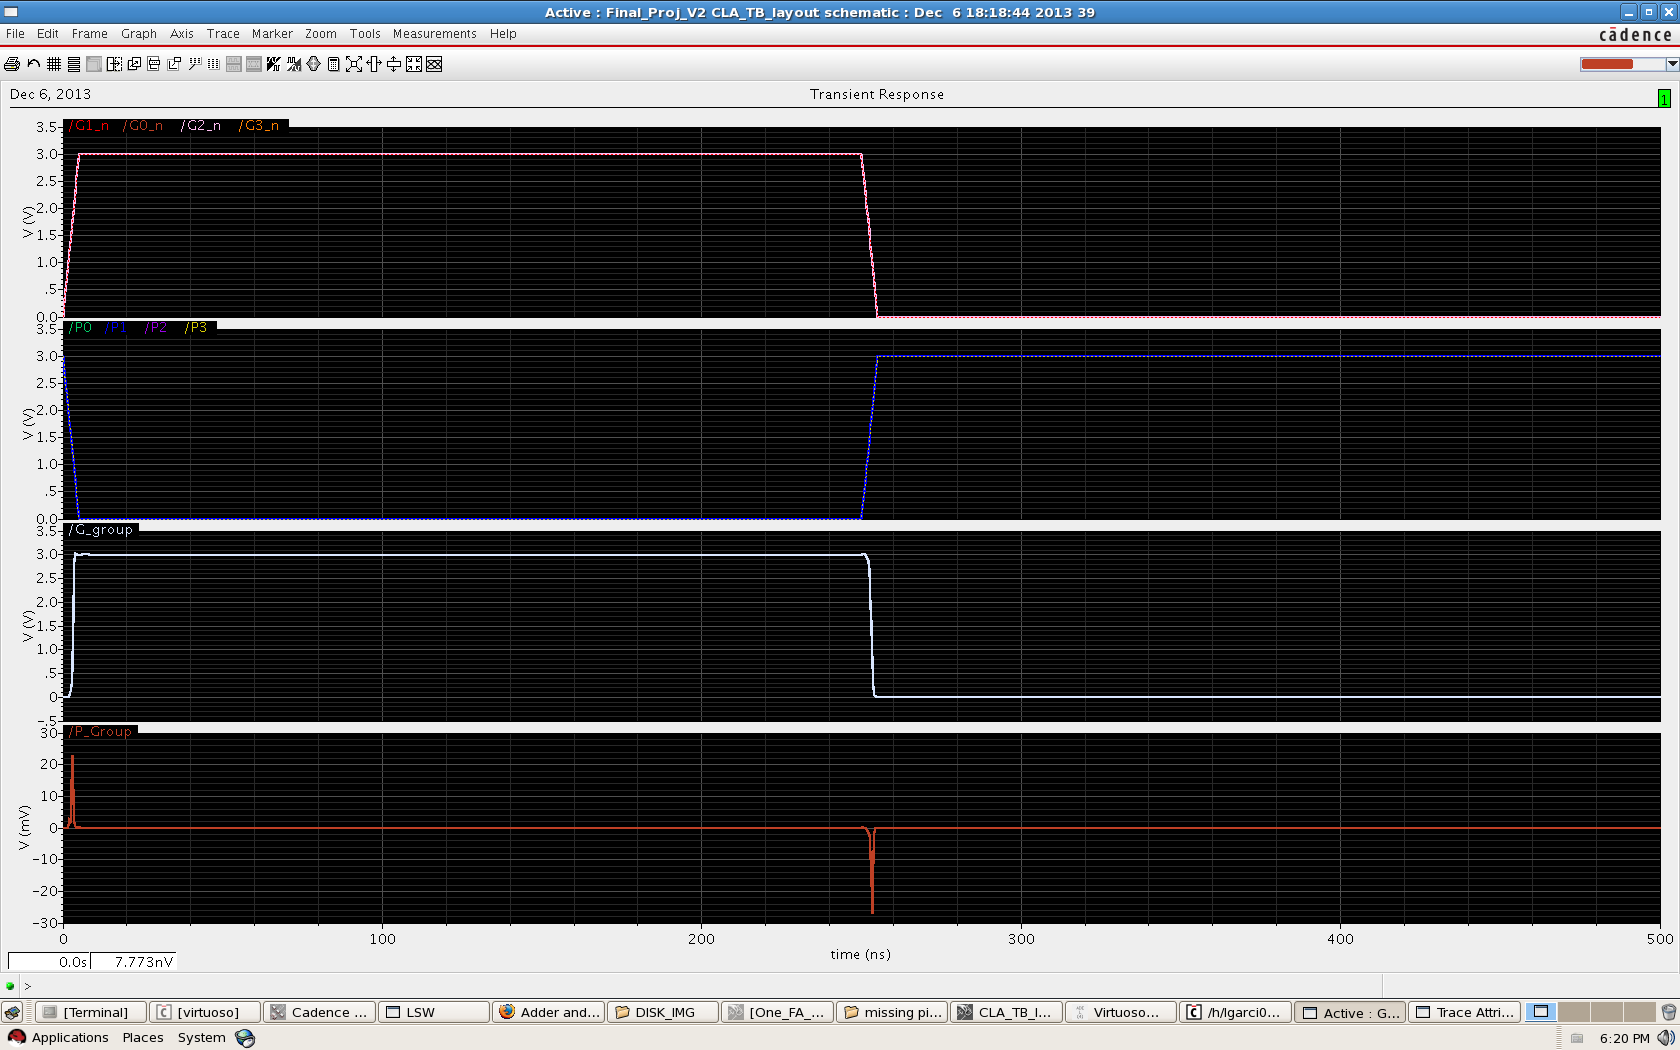 Active : Final_Proj_V2 CLA_TB_layout schematic : Dec  6 18:18:44 2013 39
File Edit Frame Graph Axis Trace Marker Zoom Tools Measurements Help
cādence
Dec 6, 2013
Transient Response
1
/G1_n /G0_n /G2_n /G3_n
3.5
3.0
2.5
2.0
1.5
1.0
.5
0.0
V (V)
/P0 /P1 /P2 /P3
3.5
3.0
2.5
2.0
1.5
1.0
.5
0.0
V (V)
/G_group
3.5
3.0
2.5
2.0
1.5
1.0
.5
0
-.5
V (V)
/P_Group
30
20
10
0
-10
-20
-30
V (mV)
0 100 200 300 400 500
time (ns)
0.0s 7.773nV
>
[Terminal] [virtuoso] Cadence ... LSW Adder and... DISK_IMG [One_FA_... missing pi... CLA_TB_l... Virtuoso... /h/lgarci0... Active : G... Trace Attri...
Applications Places System 6:20 PM